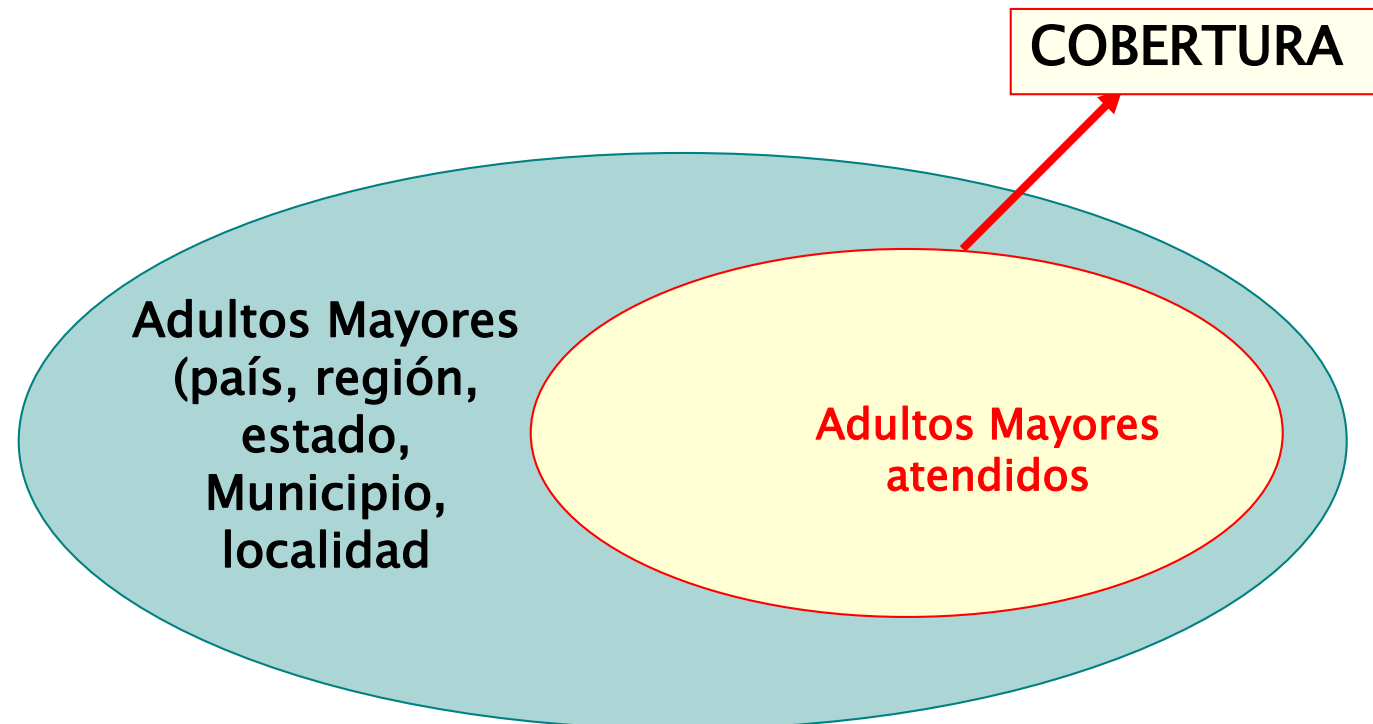 COBERTURA
Adultos Mayores
(país, región,
estado,
Municipio,
localidad
Adultos Mayores
atendidos